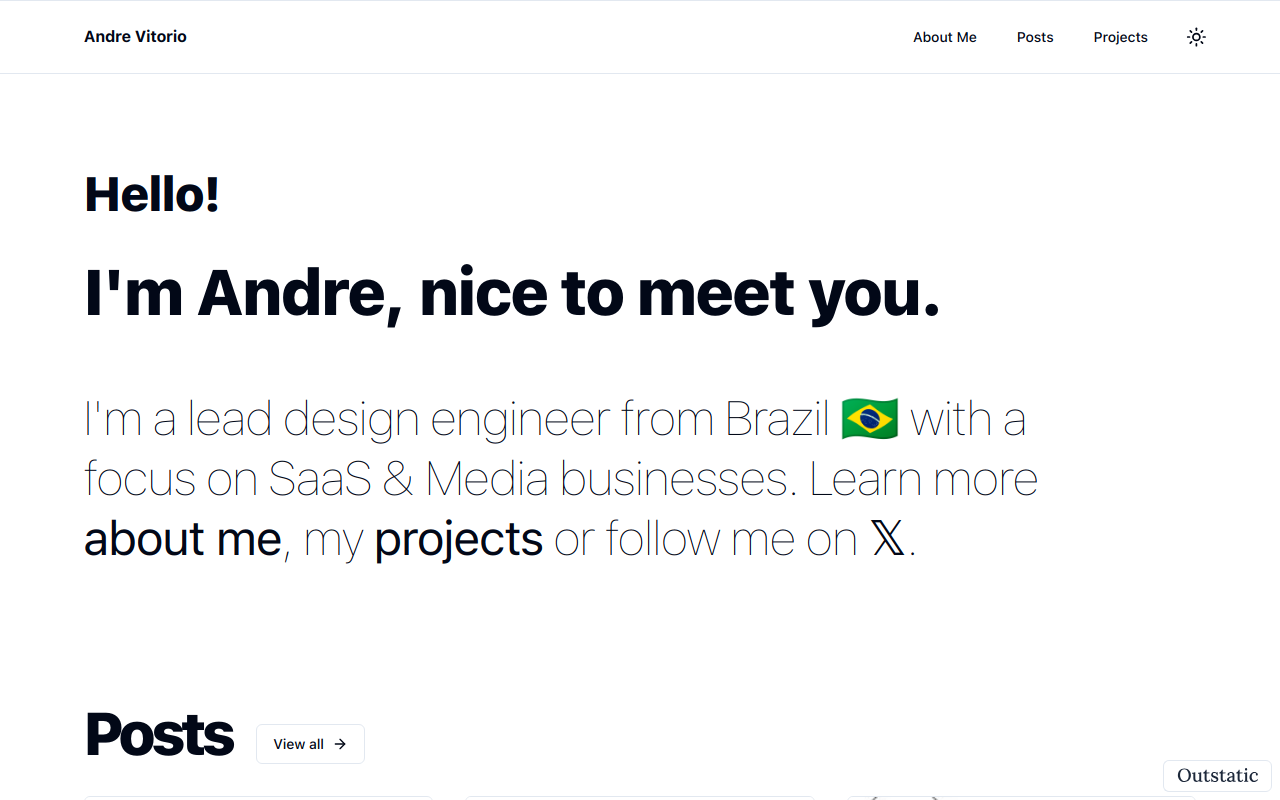 Andre Vitorio
About Me
Posts
Projects
Hello!
I'm Andre, nice to meet you.
I'm a lead design engineer from Brazil 🇧🇷 with a
focus on SaaS & Media businesses. Learn more
about me, my projects or follow me on 𝕏.
Posts
View all →
Outstatic